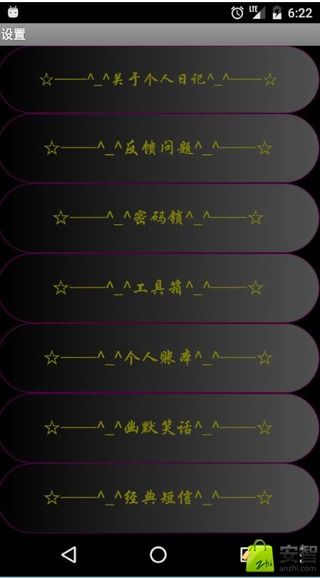 LTE 6:22
设置
☆——^_^关于个人日记^_^——☆
☆——^_^反馈问题^_^——☆
☆——^_^密码锁^_^——☆
☆——^_^工具箱^_^——☆
☆——^_^个人账本^_^——☆
☆——^_^幽默笑话^_^——☆
☆——^_^经典短信^_^——☆
安智
zhi
anzhi.com